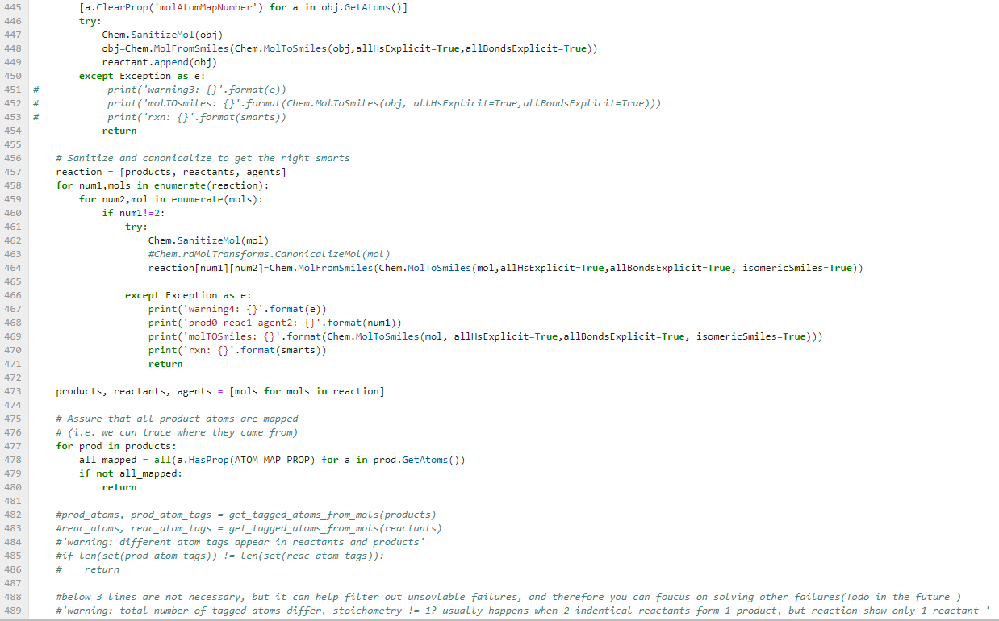 445         [a.ClearProp('molAtomMapNumber') for a in obj.GetAtoms()]
446         try:
447             Chem.SanitizeMol(obj)
448             obj=Chem.MolFromSmiles(Chem.MolToSmiles(obj,allHsExplicit=True,allBondsExplicit=True))
449             reactant.append(obj)
450         except Exception as e:
451 #            print('warning3: {}'.format(e))
452 #            print('molTOsmiles: {}'.format(Chem.MolToSmiles(obj, allHsExplicit=True,allBondsExplicit=True)))
453 #            print('rxn: {}'.format(smarts))
454             return
455
456     # Sanitize and canonicalize to get the right smarts
457     reaction = [products, reactants, agents]
458     for num1,mols in enumerate(reaction):
459         for num2,mol in enumerate(mols):
460             if num1!=2:
461                 try:
462                     Chem.SanitizeMol(mol)
463                     #Chem.rdMolTransforms.CanonicalizeMol(mol)
464                     reaction[num1][num2]=Chem.MolFromSmiles(Chem.MolToSmiles(mol,allHsExplicit=True,allBondsExplicit=True, isomericSmiles=True))
465
466                 except Exception as e:
467                     print('warning4: {}'.format(e))
468                     print('prod0 reac1 agent2: {}'.format(num1))
469                     print('molTOSmiles: {}'.format(Chem.MolToSmiles(mol, allHsExplicit=True,allBondsExplicit=True, isomericSmiles=True)))
470                     print('rxn: {}'.format(smarts))
471                     return
472
473     products, reactants, agents = [mols for mols in reaction]
474
475     # Assure that all product atoms are mapped
476     # (i.e. we can trace where they came from)
477     for prod in products:
478         all_mapped = all(a.HasProp(ATOM_MAP_PROP) for a in prod.GetAtoms())
479         if not all_mapped:
480             return
481
482     #prod_atoms, prod_atom_tags = get_tagged_atoms_from_mols(products)
483     #reac_atoms, reac_atom_tags = get_tagged_atoms_from_mols(reactants)
484     #'warning: different atom tags appear in reactants and products'
485     #if len(set(prod_atom_tags)) != len(set(reac_atom_tags)):
486     #    return
487
488     #below 3 lines are not necessary, but it can help filter out unsovlable failures, and therefore you can foucus on solving other failures(Todo in the future )
489     #'warning: total number of tagged atoms differ, stoichometry != 1? usually happens when 2 indentical reactants form 1 product, but reaction show only 1 reactant '